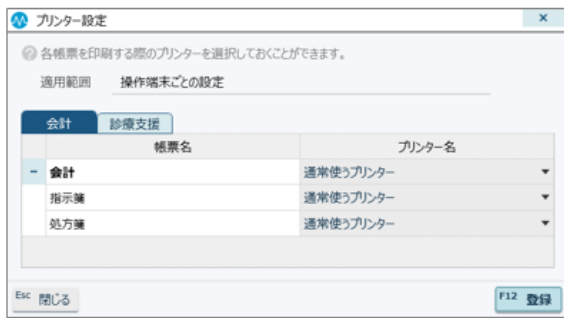 プリンター設定
×
? 各帳票を印刷する際のプリンターを選択しておくことができます。
適用範囲 操作端末ごとの設定
会計 診療支援
帳票名 プリンター名
− 会計 通常使うプリンター
指示箋 通常使うプリンター
処方箋 通常使うプリンター
Esc 閉じる F12 登録